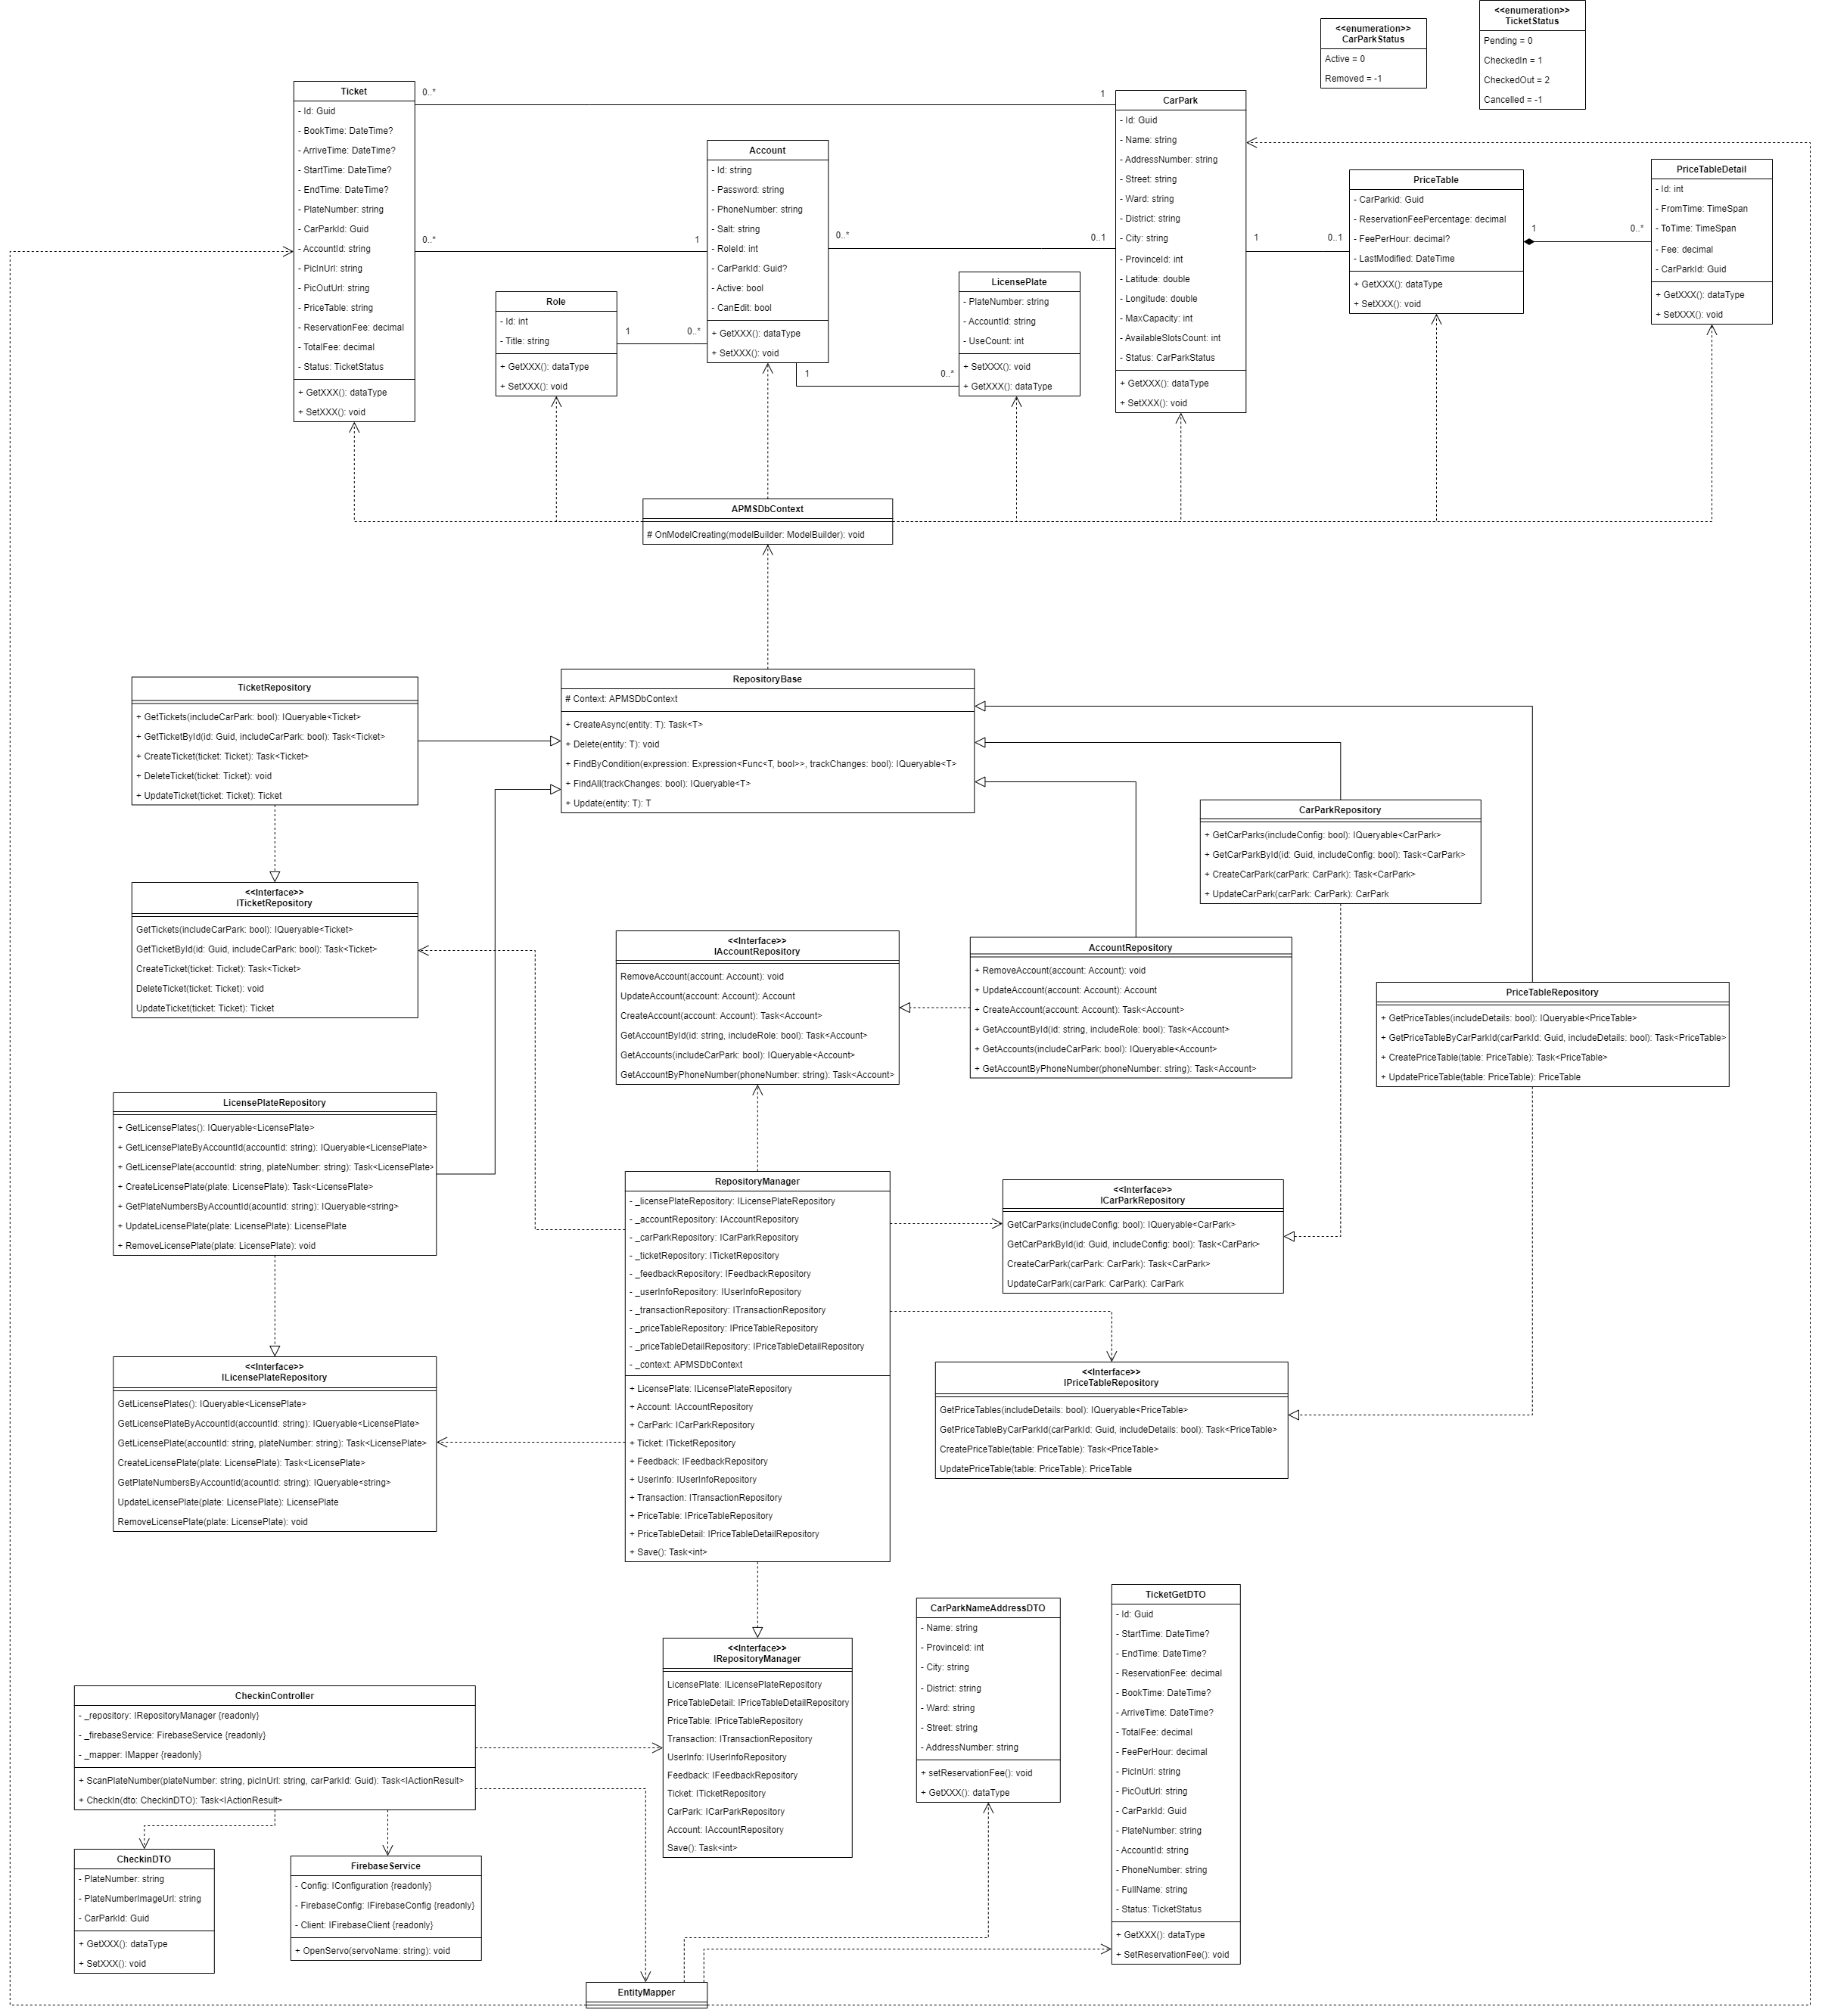 <<enumeration>>
TicketStatus
Pending = 0
CheckedIn = 1
CheckedOut = 2
Cancelled = -1
<<enumeration>>
CarParkStatus
Active = 0
Removed = -1
Ticket
- Id: Guid
- BookTime: DateTime?
- ArriveTime: DateTime?
- StartTime: DateTime?
- EndTime: DateTime?
- PlateNumber: string
- CarParkId: Guid
- AccountId: string
- PicInUrl: string
- PicOutUrl: string
- PriceTable: string
- ReservationFee: decimal
- TotalFee: decimal
- Status: TicketStatus
+ GetXXX(): dataType
+ SetXXX(): void
0..*
1
0..*
1
Account
- Id: string
- Password: string
- PhoneNumber: string
- Salt: string
- RoleId: int
- CarParkId: Guid?
- Active: bool
- CanEdit: bool
+ GetXXX(): dataType
+ SetXXX(): void
0..*
0..1
Role
- Id: int
- Title: string
+ GetXXX(): dataType
+ SetXXX(): void
1
0..*
1
0..*
LicensePlate
- PlateNumber: string
- AccountId: string
- UseCount: int
+ SetXXX(): void
+ GetXXX(): dataType
CarPark
- Id: Guid
- Name: string
- AddressNumber: string
- Street: string
- Ward: string
- District: string
- City: string
- ProvinceId: int
- Latitude: double
- Longitude: double
- MaxCapacity: int
- AvailableSlotsCount: int
- Status: CarParkStatus
+ GetXXX(): dataType
+ SetXXX(): void
1
0..1
PriceTable
- CarParkid: Guid
- ReservationFeePercentage: decimal
- FeePerHour: decimal?
- LastModified: DateTime
+ GetXXX(): dataType
+ SetXXX(): void
1
0..*
PriceTableDetail
- Id: int
- FromTime: TimeSpan
- ToTime: TimeSpan
- Fee: decimal
- CarParkId: Guid
+ GetXXX(): dataType
+ SetXXX(): void
APMSDbContext
# OnModelCreating(modelBuilder: ModelBuilder): void
RepositoryBase
# Context: APMSDbContext
+ CreateAsync(entity: T): Task<T>
+ Delete(entity: T): void
+ FindByCondition(expression: Expression<Func<T, bool>>, trackChanges: bool): IQueryable<T>
+ FindAll(trackChanges: bool): IQueryable<T>
+ Update(entity: T): T
TicketRepository
+ GetTickets(includeCarPark: bool): IQueryable<Ticket>
+ GetTicketById(id: Guid, includeCarPark: bool): Task<Ticket>
+ CreateTicket(ticket: Ticket): Task<Ticket>
+ DeleteTicket(ticket: Ticket): void
+ UpdateTicket(ticket: Ticket): Ticket
CarParkRepository
+ GetCarParks(includeConfig: bool): IQueryable<CarPark>
+ GetCarParkById(id: Guid, includeConfig: bool): Task<CarPark>
+ CreateCarPark(carPark: CarPark): Task<CarPark>
+ UpdateCarPark(carPark: CarPark): CarPark
<<Interface>>
ITicketRepository
GetTickets(includeCarPark: bool): IQueryable<Ticket>
GetTicketById(id: Guid, includeCarPark: bool): Task<Ticket>
CreateTicket(ticket: Ticket): Task<Ticket>
DeleteTicket(ticket: Ticket): void
UpdateTicket(ticket: Ticket): Ticket
<<Interface>>
IAccountRepository
RemoveAccount(account: Account): void
UpdateAccount(account: Account): Account
CreateAccount(account: Account): Task<Account>
GetAccountById(id: string, includeRole: bool): Task<Account>
GetAccounts(includeCarPark: bool): IQueryable<Account>
GetAccountByPhoneNumber(phoneNumber: string): Task<Account>
AccountRepository
+ RemoveAccount(account: Account): void
+ UpdateAccount(account: Account): Account
+ CreateAccount(account: Account): Task<Account>
+ GetAccountById(id: string, includeRole: bool): Task<Account>
+ GetAccounts(includeCarPark: bool): IQueryable<Account>
+ GetAccountByPhoneNumber(phoneNumber: string): Task<Account>
PriceTableRepository
+ GetPriceTables(includeDetails: bool): IQueryable<PriceTable>
+ GetPriceTableByCarParkId(carParkId: Guid, includeDetails: bool): Task<PriceTable>
+ CreatePriceTable(table: PriceTable): Task<PriceTable>
+ UpdatePriceTable(table: PriceTable): PriceTable
LicensePlateRepository
+ GetLicensePlates(): IQueryable<LicensePlate>
+ GetLicensePlateByAccountId(accountId: string): IQueryable<LicensePlate>
+ GetLicensePlate(accountId: string, plateNumber: string): Task<LicensePlate>
+ CreateLicensePlate(plate: LicensePlate): Task<LicensePlate>
+ GetPlateNumbersByAccountId(acountId: string): IQueryable<string>
+ UpdateLicensePlate(plate: LicensePlate): LicensePlate
+ RemoveLicensePlate(plate: LicensePlate): void
RepositoryManager
- _licensePlateRepository: ILicensePlateRepository
- _accountRepository: IAccountRepository
- _carParkRepository: ICarParkRepository
- _ticketRepository: ITicketRepository
- _feedbackRepository: IFeedbackRepository
- _userInfoRepository: IUserInfoRepository
- _transactionRepository: ITransactionRepository
- _priceTableRepository: IPriceTableRepository
- _priceTableDetailRepository: IPriceTableDetailRepository
- _context: APMSDbContext
+ LicensePlate: ILicensePlateRepository
+ Account: IAccountRepository
+ CarPark: ICarParkRepository
+ Ticket: ITicketRepository
+ Feedback: IFeedbackRepository
+ UserInfo: IUserInfoRepository
+ Transaction: ITransactionRepository
+ PriceTable: IPriceTableRepository
+ PriceTableDetail: IPriceTableDetailRepository
+ Save(): Task<int>
<<Interface>>
ICarParkRepository
GetCarParks(includeConfig: bool): IQueryable<CarPark>
GetCarParkById(id: Guid, includeConfig: bool): Task<CarPark>
CreateCarPark(carPark: CarPark): Task<CarPark>
UpdateCarPark(carPark: CarPark): CarPark
<<Interface>>
ILicensePlateRepository
GetLicensePlates(): IQueryable<LicensePlate>
GetLicensePlateByAccountId(accountId: string): IQueryable<LicensePlate>
GetLicensePlate(accountId: string, plateNumber: string): Task<LicensePlate>
CreateLicensePlate(plate: LicensePlate): Task<LicensePlate>
GetPlateNumbersByAccountId(acountId: string): IQueryable<string>
UpdateLicensePlate(plate: LicensePlate): LicensePlate
RemoveLicensePlate(plate: LicensePlate): void
<<Interface>>
IPriceTableRepository
GetPriceTables(includeDetails: bool): IQueryable<PriceTable>
GetPriceTableByCarParkId(carParkId: Guid, includeDetails: bool): Task<PriceTable>
CreatePriceTable(table: PriceTable): Task<PriceTable>
UpdatePriceTable(table: PriceTable): PriceTable
<<Interface>>
IRepositoryManager
LicensePlate: ILicensePlateRepository
PriceTableDetail: IPriceTableDetailRepository
PriceTable: IPriceTableRepository
Transaction: ITransactionRepository
UserInfo: IUserInfoRepository
Feedback: IFeedbackRepository
Ticket: ITicketRepository
CarPark: ICarParkRepository
Account: IAccountRepository
Save(): Task<int>
CarParkNameAddressDTO
- Name: string
- ProvinceId: int
- City: string
- District: string
- Ward: string
- Street: string
- AddressNumber: string
+ setReservationFee(): void
+ GetXXX(): dataType
TicketGetDTO
- Id: Guid
- StartTime: DateTime?
- EndTime: DateTime?
- ReservationFee: decimal
- BookTime: DateTime?
- ArriveTime: DateTime?
- TotalFee: decimal
- FeePerHour: decimal
- PicInUrl: string
- PicOutUrl: string
- CarParkId: Guid
- PlateNumber: string
- AccountId: string
- PhoneNumber: string
- FullName: string
- Status: TicketStatus
+ GetXXX(): dataType
+ SetReservationFee(): void
CheckinController
- _repository: IRepositoryManager {readonly}
- _firebaseService: FirebaseService {readonly}
- _mapper: IMapper {readonly}
+ ScanPlateNumber(plateNumber: string, picInUrl: string, carParkId: Guid): Task<IActionResult>
+ CheckIn(dto: CheckinDTO): Task<IActionResult>
CheckinDTO
- PlateNumber: string
- PlateNumberImageUrl: string
- CarParkId: Guid
+ GetXXX(): dataType
+ SetXXX(): void
FirebaseService
- Config: IConfiguration {readonly}
- FirebaseConfig: IFirebaseConfig {readonly}
- Client: IFirebaseClient {readonly}
+ OpenServo(servoName: string): void
EntityMapper